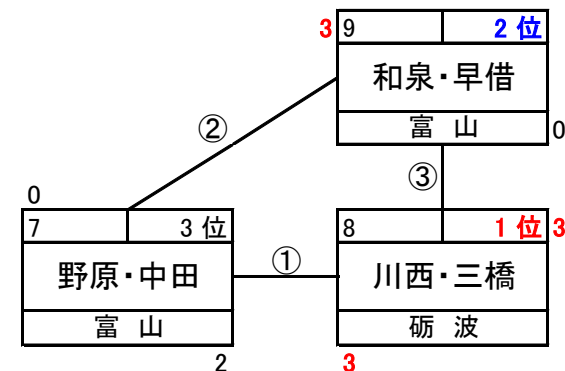 3 9 2 位
和泉・早借
富 山 0
②
③
0
7 3 位
野原・中田
富 山
2
①
8 1 位 3
川西・三橋
砺 波
3